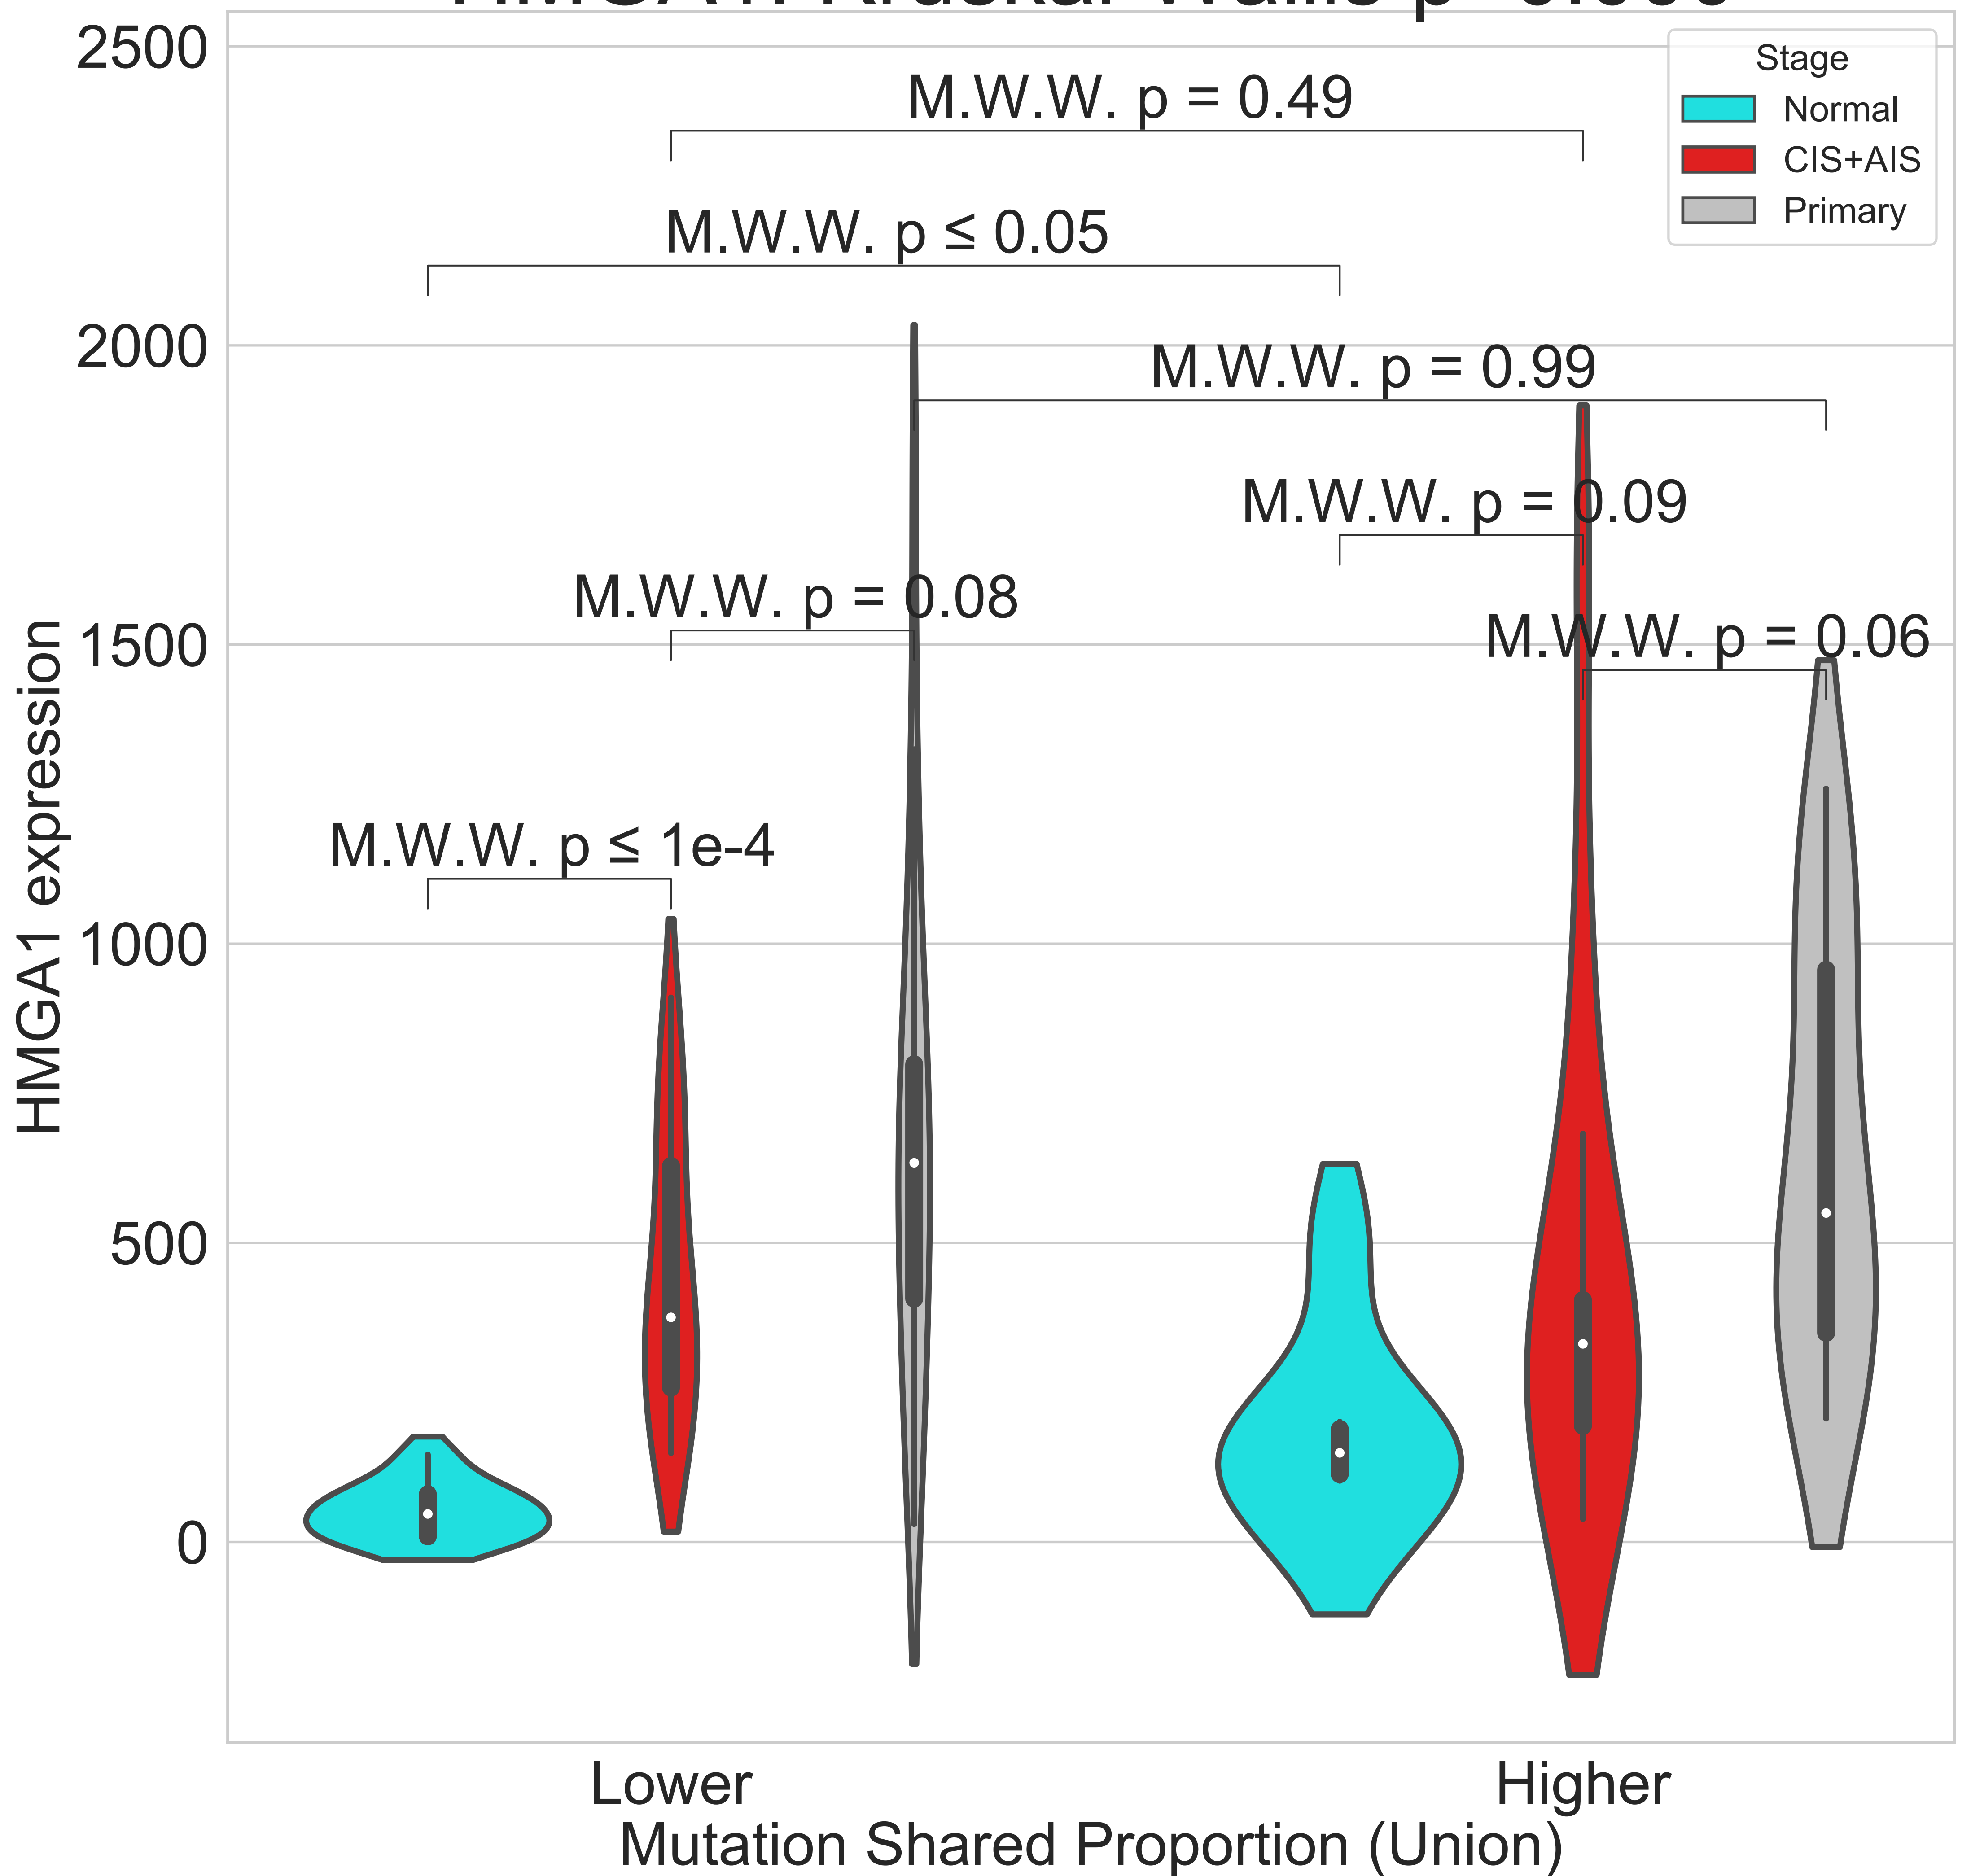 2500
2000
1500
1000
500
0
HMGA1 expression
M.W.W. p = 0.49
M.W.W. p ≤ 0.05
M.W.W. p = 0.99
M.W.W. p = 0.09
M.W.W. p = 0.08
M.W.W. p = 0.06
M.W.W. p ≤ 1e-4
Stage
Normal
CIS+AIS
Primary
Lower
Higher
Mutation Shared Proportion (Union)